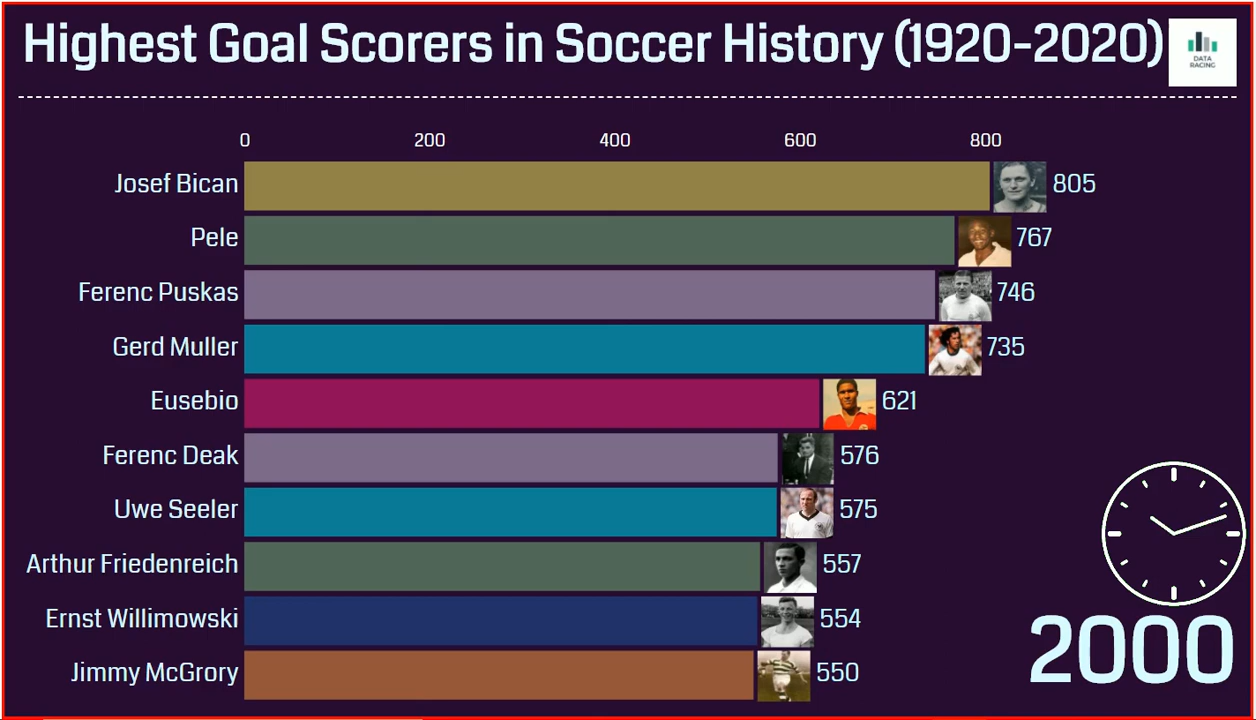 Highest Goal Scorers in Soccer History (1920-2020)
DATA
RACING
0 200 400 600 800
Josef Bican 805
Pele 767
Ferenc Puskas 746
Gerd Muller 735
Eusebio 621
Ferenc Deak 576
Uwe Seeler 575
Arthur Friedenreich 557
Ernst Willimowski 554
Jimmy McGrory 550
2000